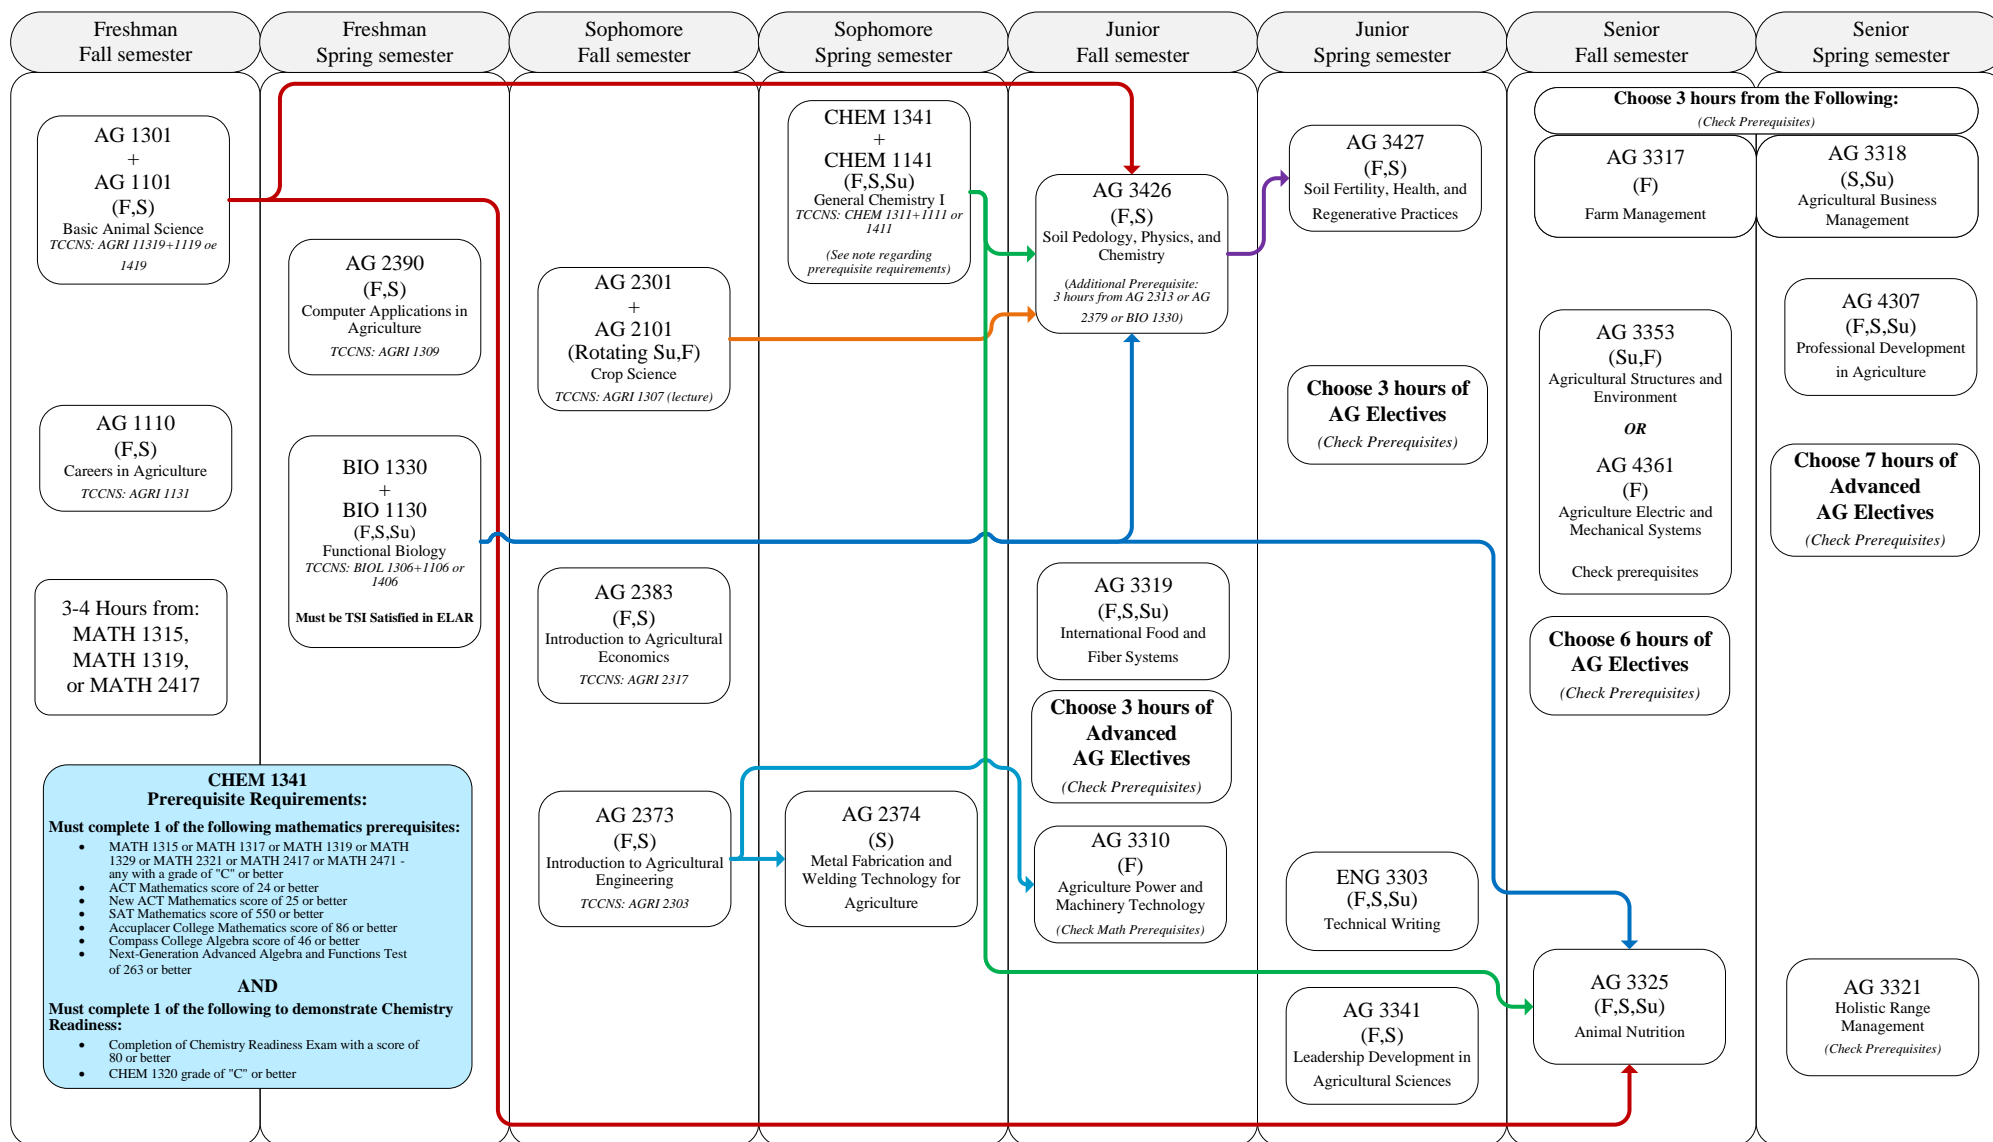 Freshman
Fall semester
Freshman
Spring semester
Sophomore
Fall semester
Sophomore
Spring semester
Junior
Fall semester
Junior
Spring semester
Senior
Fall semester
Senior
Spring semester
AG 1301
+
AG 1101
(F,S)
Basic Animal Science
TCCNS: AGRI 11319+1119 oe
1419
AG 1110
(F,S)
Careers in Agriculture
TCCNS: AGRI 1131
3-4 Hours from:
MATH 1315,
MATH 1319,
or MATH 2417
CHEM 1341
Prerequisite Requirements:
Must complete 1 of the following mathematics prerequisites:
• MATH 1315 or MATH 1317 or MATH 1319 or MATH
1329 or MATH 2321 or MATH 2417 or MATH 2471 -
any with a grade of "C" or better
• ACT Mathematics score of 24 or better
• New ACT Mathematics score of 25 or better
• SAT Mathematics score of 550 or better
• Accuplacer College Mathematics score of 86 or better
• Compass College Algebra score of 46 or better
• Next-Generation Advanced Algebra and Functions Test
of 263 or better
AND
Must complete 1 of the following to demonstrate Chemistry
Readiness:
• Completion of Chemistry Readiness Exam with a score of
80 or better
• CHEM 1320 grade of "C" or better
AG 2390
(F,S)
Computer Applications in
Agriculture
TCCNS: AGRI 1309
BIO 1330
+
BIO 1130
(F,S,Su)
Functional Biology
TCCNS: BIOL 1306+1106 or
1406
Must be TSI Satisfied in ELAR
AG 2301
+
AG 2101
(Rotating Su,F)
Crop Science
TCCNS: AGRI 1307 (lecture)
AG 2383
(F,S)
Introduction to Agricultural
Economics
TCCNS: AGRI 2317
AG 2373
(F,S)
Introduction to Agricultural
Engineering
TCCNS: AGRI 2303
CHEM 1341
+
CHEM 1141
(F,S,Su)
General Chemistry I
TCCNS: CHEM 1311+1111 or
1411
(See note regarding
prerequisite requirements)
AG 2374
(S)
Metal Fabrication and
Welding Technology for
Agriculture
AG 3426
(F,S)
Soil Pedology, Physics, and
Chemistry
(Additional Prerequisite:
3 hours from AG 2313 or AG
2379 or BIO 1330)
AG 3319
(F,S,Su)
International Food and
Fiber Systems
Choose 3 hours of
Advanced
AG Electives
(Check Prerequisites)
AG 3310
(F)
Agriculture Power and
Machinery Technology
(Check Math Prerequisites)
AG 3427
(F,S)
Soil Fertility, Health, and
Regenerative Practices
Choose 3 hours of
AG Electives
(Check Prerequisites)
ENG 3303
(F,S,Su)
Technical Writing
AG 3341
(F,S)
Leadership Development in
Agricultural Sciences
Choose 3 hours from the Following:
(Check Prerequisites)
AG 3317
(F)
Farm Management
AG 3318
(S,Su)
Agricultural Business
Management
AG 3353
(Su,F)
Agricultural Structures and
Environment
OR
AG 4361
(F)
Agriculture Electric and
Mechanical Systems
Check prerequisites
Choose 6 hours of
AG Electives
(Check Prerequisites)
AG 3325
(F,S,Su)
Animal Nutrition
AG 4307
(F,S,Su)
Professional Development
in Agriculture
Choose 7 hours of
Advanced
AG Electives
(Check Prerequisites)
AG 3321
Holistic Range
Management
(Check Prerequisites)